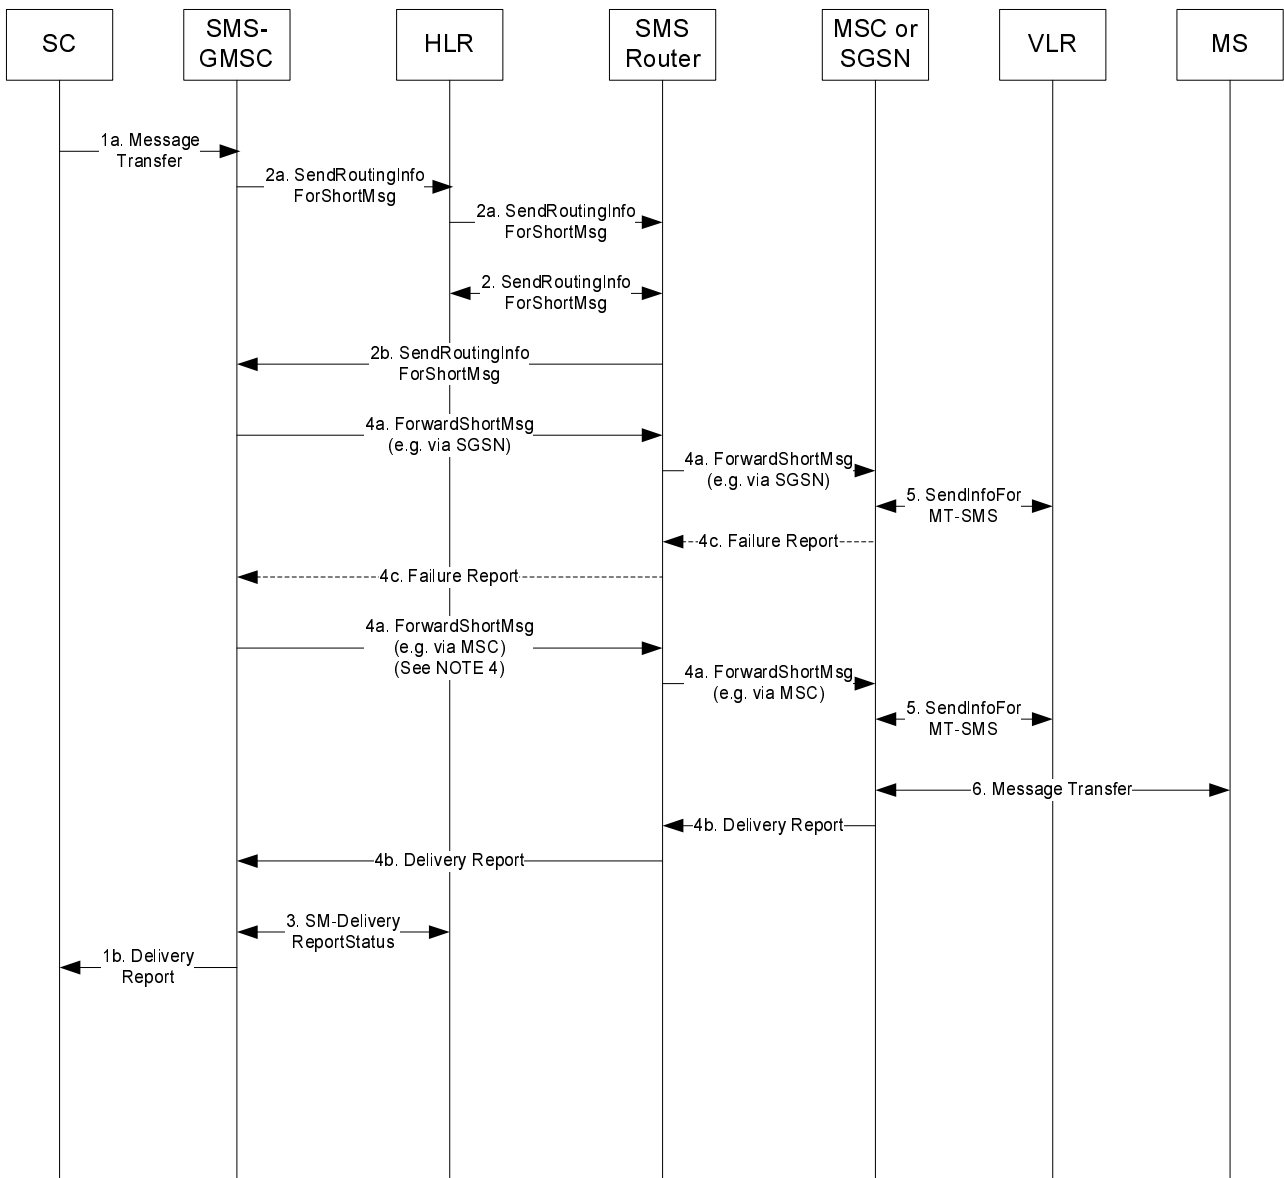 SC
SMS-
GMSC
HLR
SMS
Router
MSC or
SGSN
VLR
MS
1a. Message
Transfer
2a. SendRoutingInfo
ForShortMsg
2a. SendRoutingInfo
ForShortMsg
2. SendRoutingInfo
ForShortMsg
2b. SendRoutingInfo
ForShortMsg
4a. ForwardShortMsg
(e.g. via SGSN)
4a. ForwardShortMsg
(e.g. via SGSN)
5. SendInfoFor
MT-SMS
4c. Failure Report
4c. Failure Report
4a. ForwardShortMsg
(e.g. via MSC)
(See NOTE 4)
4a. ForwardShortMsg
(e.g. via MSC)
5. SendInfoFor
MT-SMS
6. Message Transfer
4b. Delivery Report
4b. Delivery Report
3. SM-Delivery
ReportStatus
1b. Delivery
Report